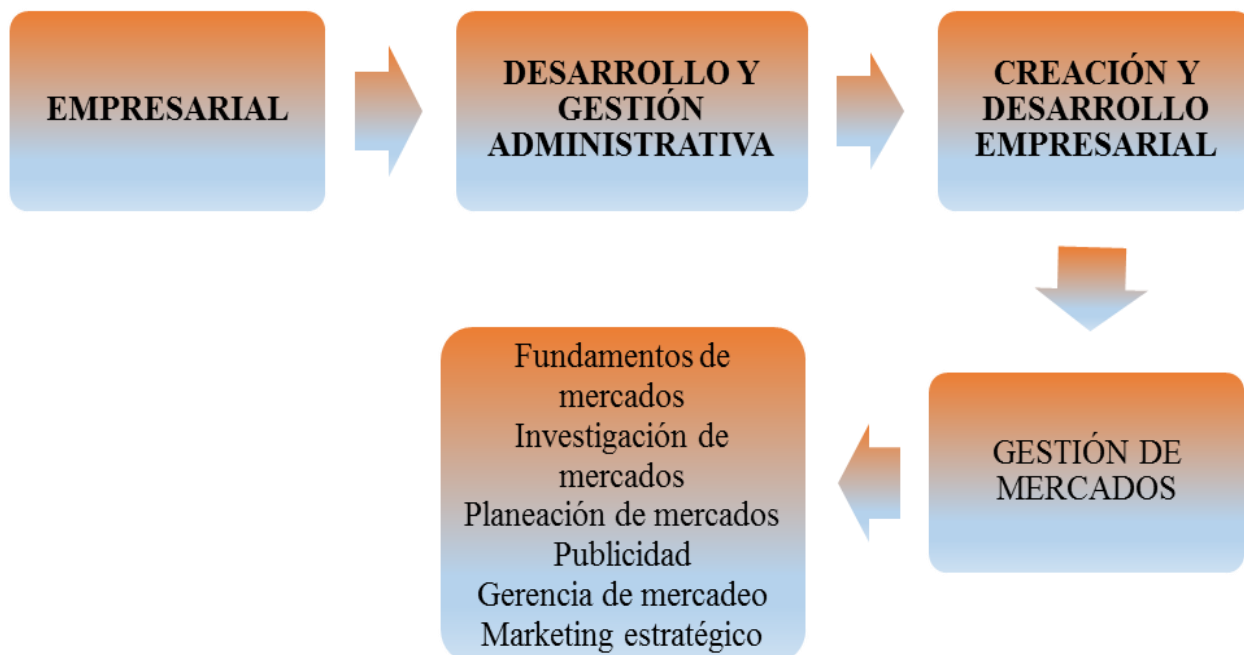 EMPRESARIAL
DESARROLLO Y
GESTIÓN
ADMINISTRATIVA
CREACIÓN Y
DESARROLLO
EMPRESARIAL
GESTIÓN DE
MERCADOS
Fundamentos de
mercados
Investigación de
mercados
Planeación de mercados
Publicidad
Gerencia de mercadeo
Marketing estratégico